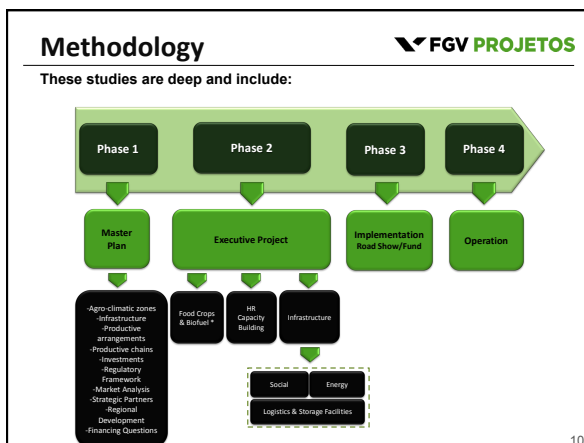 Methodology
FGV PROJETOS
These studies are deep and include:
Phase 1
Phase 2
Phase 3
Phase 4
Master
Plan
Executive Project
Implementation
Road Show/Fund
Operation
-Agro-climatic zones
-Infrastructure
-Productive
arrangements
-Productive chains
-Investments
-Regulatory
Framework
-Market Analysis
-Strategic Partners
-Regional
Development
-Financing Questions
Food Crops
& Biofuel *
HR
Capacity
Building
Infrastructure
Social
Energy
Logistics & Storage Facilities
10